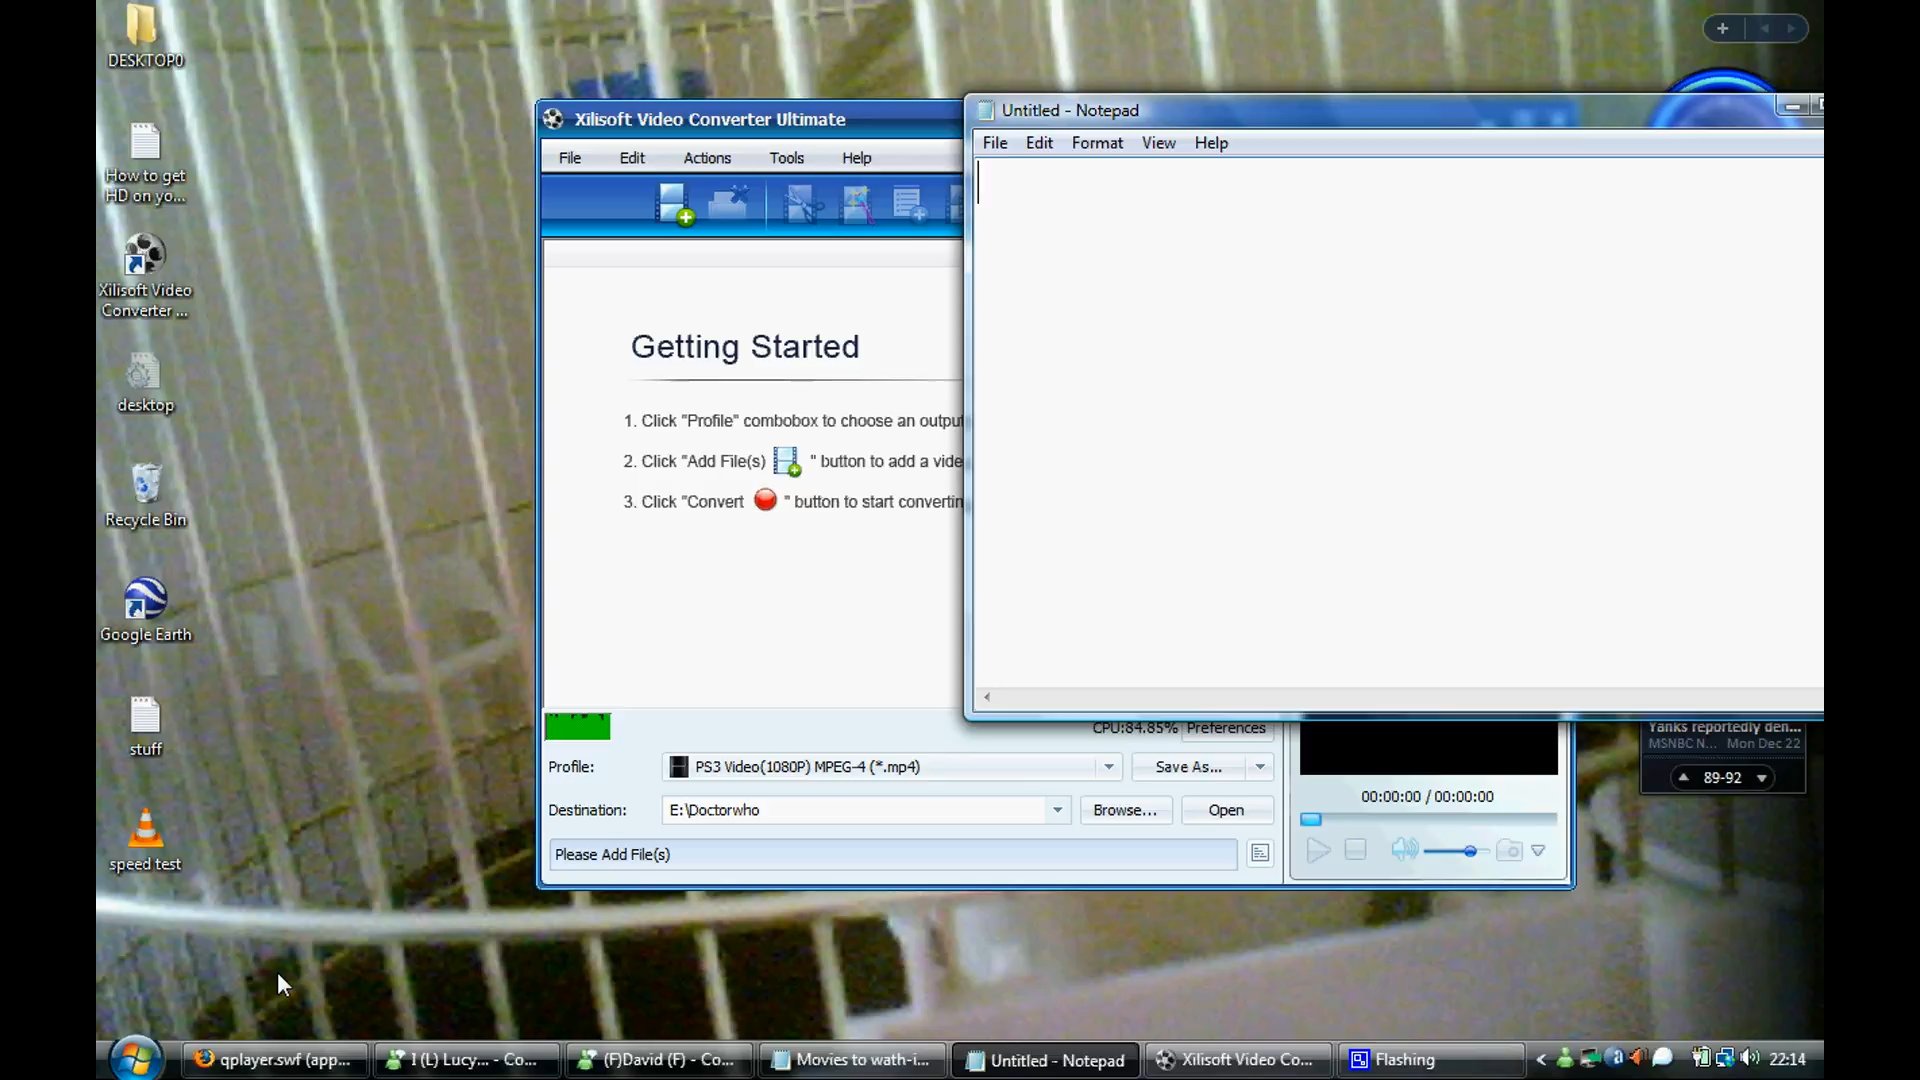 DESKTOP0
How to get
HD on yo...
Xilisoft Video
Converter ...
desktop
Recycle Bin
Google Earth
stuff
speed test
Xilisoft Video Converter Ultimate
File Edit Actions Tools Help
Getting Started
1. Click "Profile" combobox to choose an output
2. Click "Add File(s) " button to add a vide
3. Click "Convert " button to start convertin
CPU:84.85% Preferences
Profile: PS3 Video(1080P) MPEG-4 (*.mp4) Save As...
Destination: E:\Doctorwho Browse... Open
Please Add File(s)
00:00:00 / 00:00:00
Untitled - Notepad
File Edit Format View Help
Yanks reportedly den...
MSNBC N... Mon Dec 22
89-92
qplayer.swf (app... I (L) Lucy... - Co... (F)David (F) - Co... Movies to wath-i... Untitled - Notepad Xilisoft Video Co... Flashing 22:14